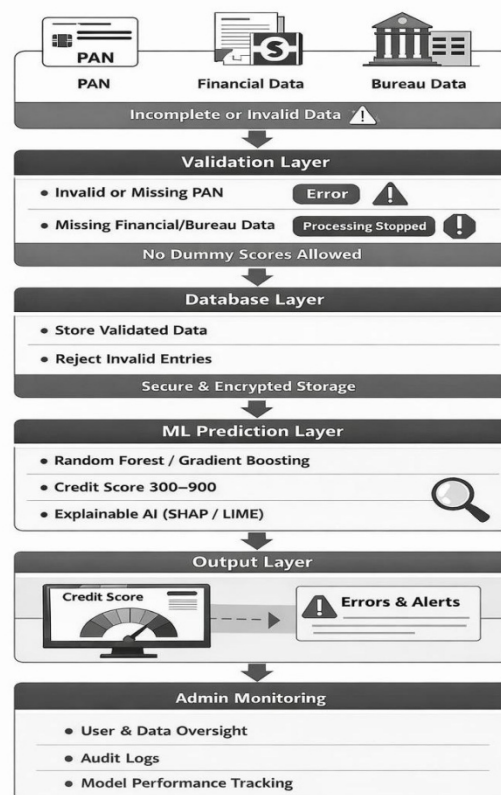 PAN
PAN Financial Data Bureau Data
Incomplete or Invalid Data
Validation Layer
• Invalid or Missing PAN Error
• Missing Financial/Bureau Data Processing Stopped
No Dummy Scores Allowed
Database Layer
• Store Validated Data
• Reject Invalid Entries
Secure & Encrypted Storage
ML Prediction Layer
• Random Forest / Gradient Boosting
• Credit Score 300–900
• Explainable AI (SHAP / LIME)
Output Layer
Credit Score
Errors & Alerts
Admin Monitoring
• User & Data Oversight
• Audit Logs
• Model Performance Tracking